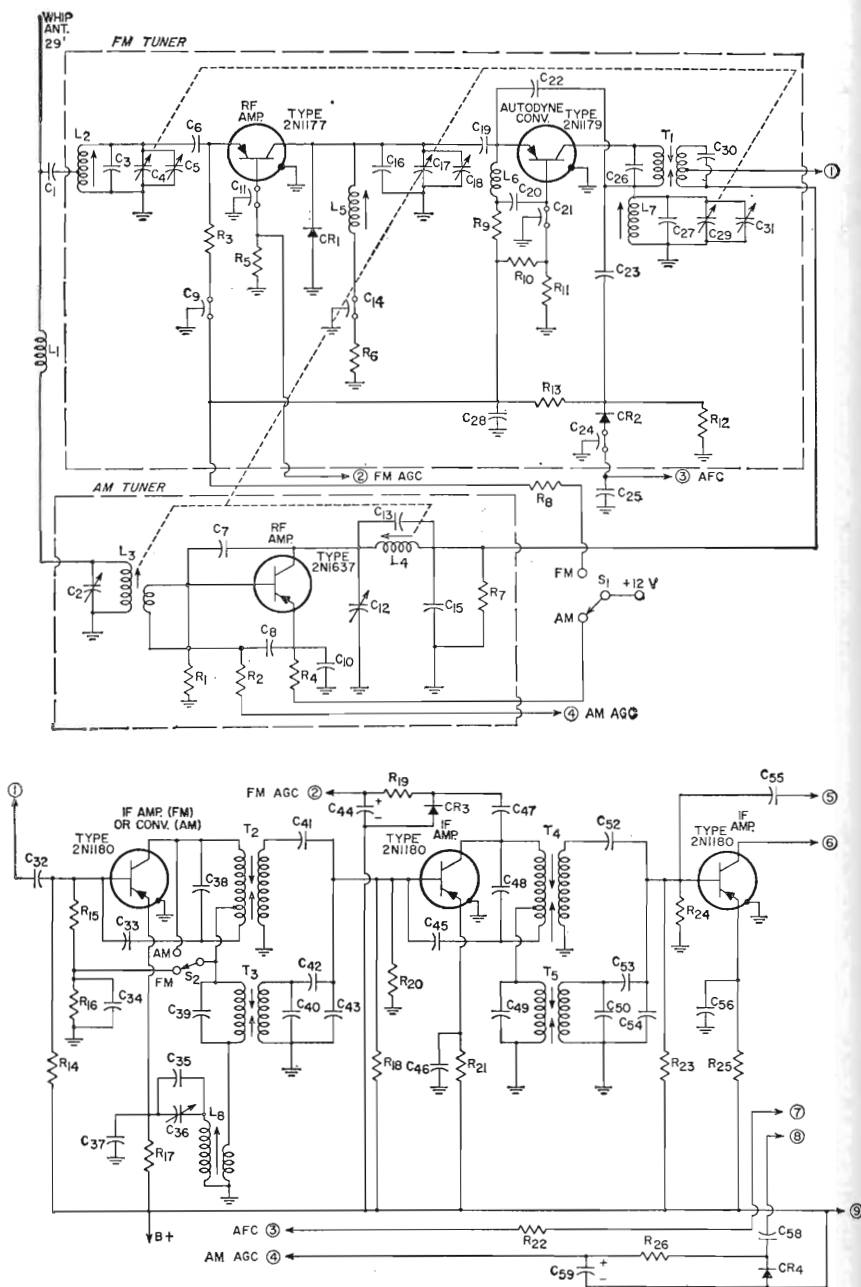 WHIP
ANT.
29'
FM TUNER
C22
RF
AMP.
TYPE
2N1177
AUTODYNE
CONV.
TYPE
2N1179
C6
C19
T1
C30
L2
C3
C4
C5
C16
C17
C18
L6
C20
C26
①
C1
C11
C21
L7
C27
C29
C31
L5
R3
R5
CR1
R9
R10
R11
C23
C9
C14
R6
L1
R13
C28
CR2
R12
C24
② FM AGC
③ AFC
R8
C25
AM TUNER
C13
C7
RF
AMP.
TYPE
2N1637
L3
L4
FM
S1
+12 V
C2
C12
C15
R7
AM
C8
C10
R1
R2
R4
④ AM AGC
①
FM AGC ②
R19
C55
⑤
C44
+
-
CR3
C47
IF AMP. (FM)
OR CONV. (AM)
TYPE
2N1180
T2
C41
TYPE
2N1180
IF
AMP.
T4
C52
TYPE
2N1180
IF
AMP.
⑥
C32
C38
C48
R15
R24
C33
AM
C45
FM
S2
T3
C42
R20
T5
C53
R16
C34
C39
C40
C43
C49
C50
C54
C56
R14
C35
R18
C46
R21
R23
R25
C36
L8
⑦
C37
R17
⑧
⑨
B+
AFC ③
R22
C58
AM AGC ④
R26
C59
+
-
CR4